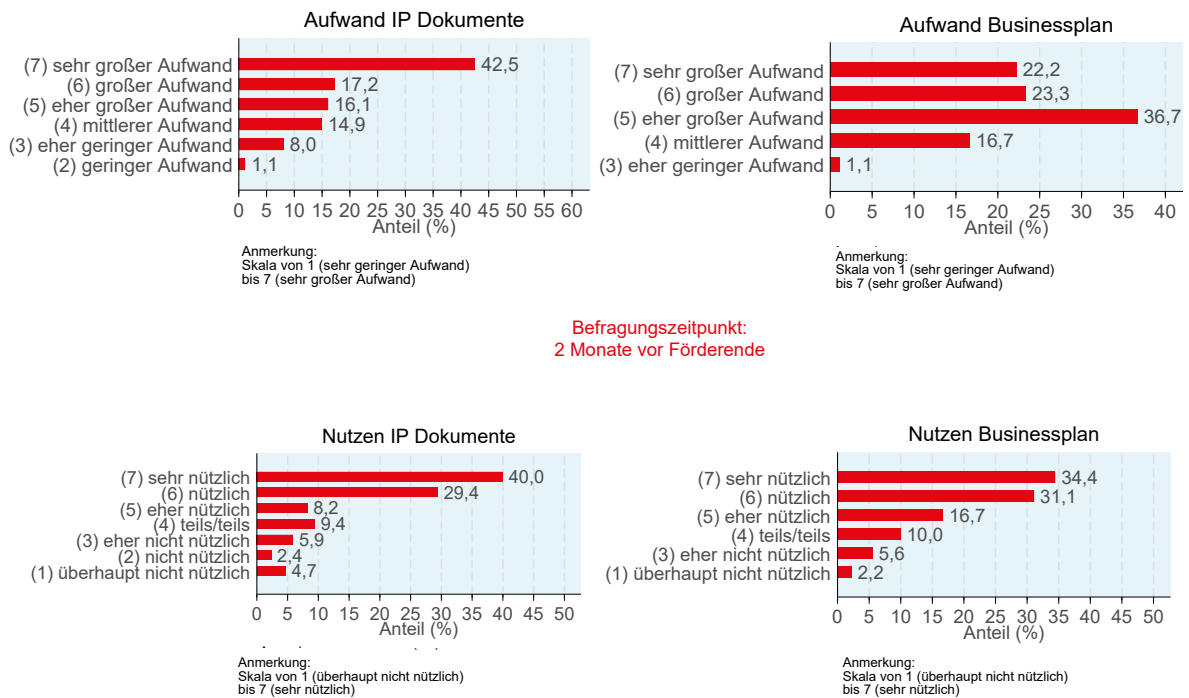 Aufwand IP Dokumente
(7) sehr großer Aufwand 42,5
(6) großer Aufwand 17,2
(5) eher großer Aufwand 16,1
(4) mittlerer Aufwand 14,9
(3) eher geringer Aufwand 8,0
(2) geringer Aufwand 1,1
0 5 10 15 20 25 30 35 40 45 50 55 60
Anteil (%)
Anmerkung:
Skala von 1 (sehr geringer Aufwand)
bis 7 (sehr großer Aufwand)
Aufwand Businessplan
(7) sehr großer Aufwand 22,2
(6) großer Aufwand 23,3
(5) eher großer Aufwand 36,7
(4) mittlerer Aufwand 16,7
(3) eher geringer Aufwand 1,1
0 5 10 15 20 25 30 35 40
Anteil (%)
Anmerkung:
Skala von 1 (sehr geringer Aufwand)
bis 7 (sehr großer Aufwand)
Befragungszeitpunkt:
2 Monate vor Förderende
Nutzen IP Dokumente
(7) sehr nützlich 40,0
(6) nützlich 29,4
(5) eher nützlich 8,2
(4) teils/teils 9,4
(3) eher nicht nützlich 5,9
(2) nicht nützlich 2,4
(1) überhaupt nicht nützlich 4,7
0 5 10 15 20 25 30 35 40 45 50
Anteil (%)
Anmerkung:
Skala von 1 (überhaupt nicht nützlich)
bis 7 (sehr nützlich)
Nutzen Businessplan
(7) sehr nützlich 34,4
(6) nützlich 31,1
(5) eher nützlich 16,7
(4) teils/teils 10,0
(3) eher nicht nützlich 5,6
(1) überhaupt nicht nützlich 2,2
0 5 10 15 20 25 30 35 40 45 50
Anteil (%)
Anmerkung:
Skala von 1 (überhaupt nicht nützlich)
bis 7 (sehr nützlich)